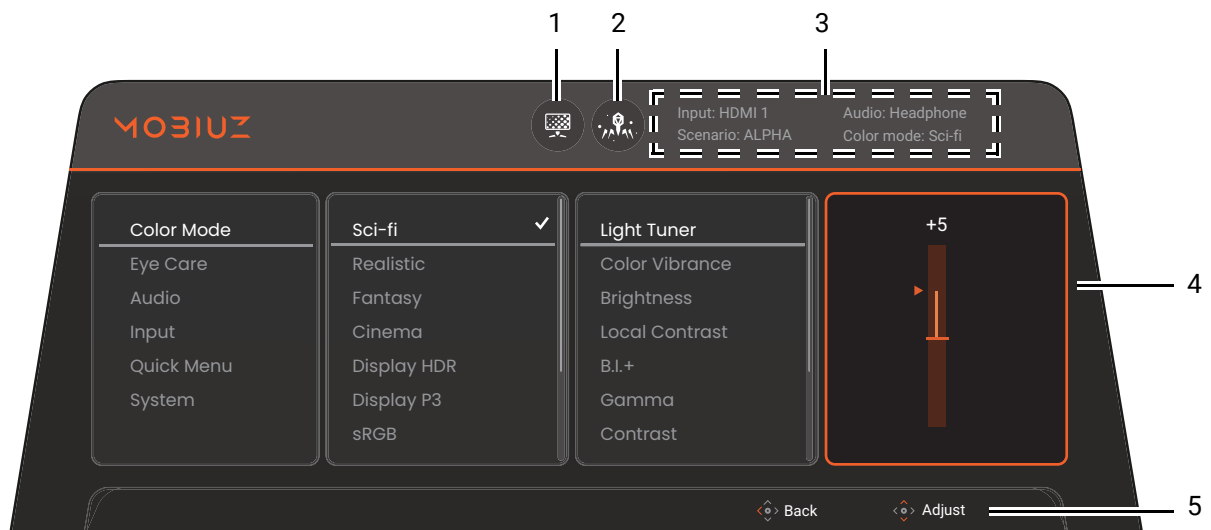 1
2
3
MOBIUZ
Input: HDMI 1
Audio: Headphone
Scenario: ALPHA
Color mode: Sci-fi
Color Mode
Eye Care
Audio
Input
Quick Menu
System
Sci-fi
Realistic
Fantasy
Cinema
Display HDR
Display P3
sRGB
Light Tuner
Color Vibrance
Brightness
Local Contrast
B.I.+
Gamma
Contrast
+5
4
Back
Adjust
5